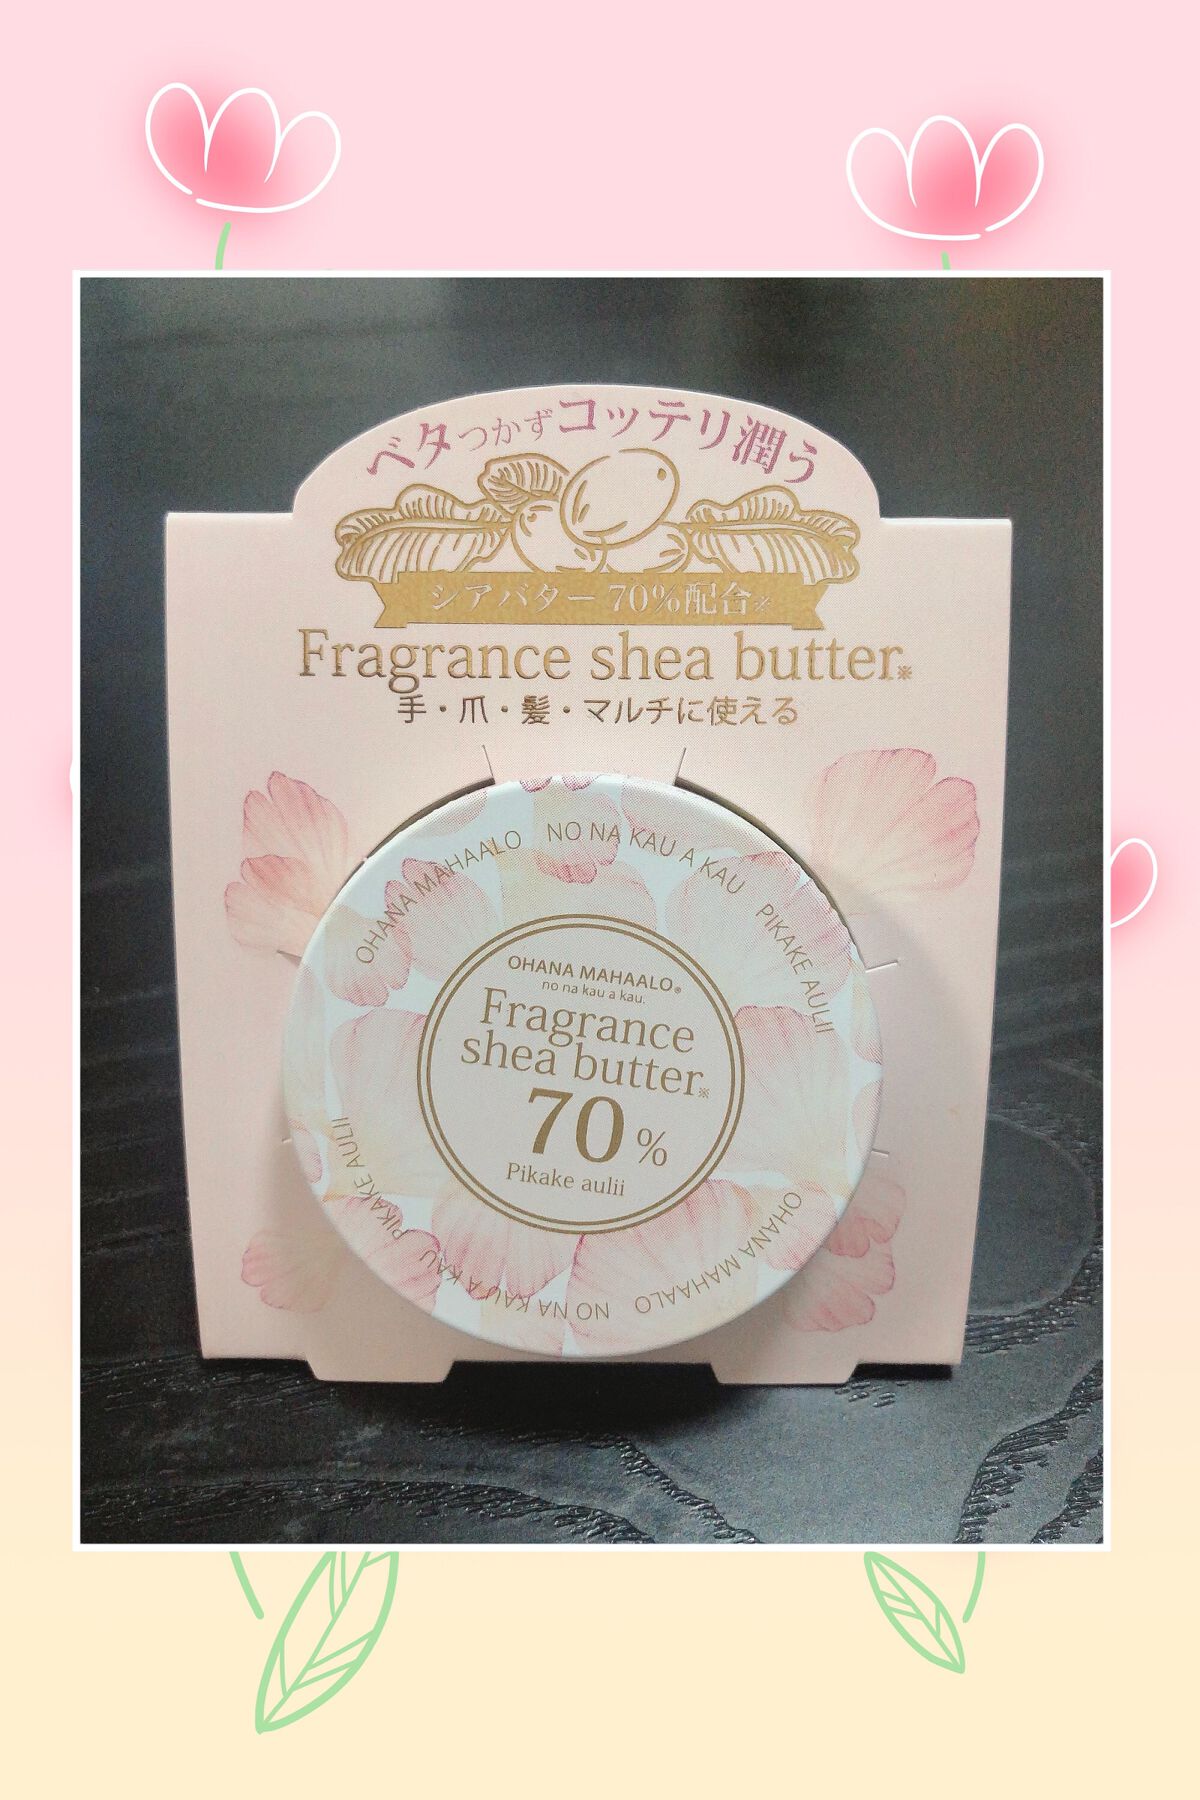 ベタつかずコッテリ潤う
シアバター 70%配合※
Fragrance shea butter※
手・爪・髪・マルチに使える
OHANA MAHAALO NO NA KAU A KAU PIKAKE AULII
OHANA MAHAALO®
no na kau a kau.
Fragrance
shea butter※
70%
Pikake aulii
OHANA MAHAALO NO NA KAU A KAU PIKAKE AULII